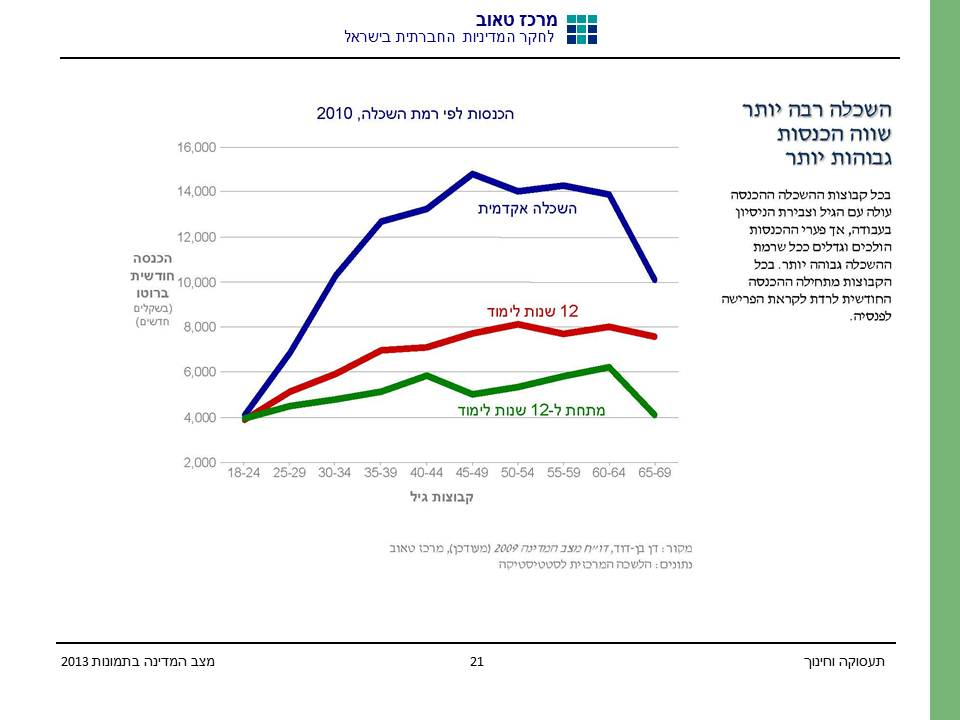 מרכז טאוב
לחקר המדיניות החברתית בישראל
השכלה רבה יותר
שווה הכנסות
גבוהות יותר
בכל קבוצות ההשכלה ההכנסה
עולה עם הגיל וצבירת הניסיון
בעבודה, אך פערי ההכנסות
הולכים וגדלים ככל שרמת
ההשכלה גבוהה יותר. בכל
הקבוצות מתחילה ההכנסה
החודשית לרדת לקראת הפרישה
לפנסיה.
הכנסות לפי רמת השכלה, 2010
16,000
14,000
12,000
10,000
8,000
6,000
4,000
2,000
הכנסה
חודשית
ברוטו
(בשקלים
חדשים)
השכלה אקדמית
12 שנות לימוד
מתחת ל-12 שנות לימוד
18-24 25-29 30-34 35-39 40-44 45-49 50-54 55-59 60-64 65-69
קבוצות גיל
מקור: דן בן-דוד, דו״ח מצב המדינה 2009 (מעודכן), מרכז טאוב
נתונים: הלשכה המרכזית לסטטיסטיקה
תעסוקה וחינוך
21
מצב המדינה בתמונות 2013